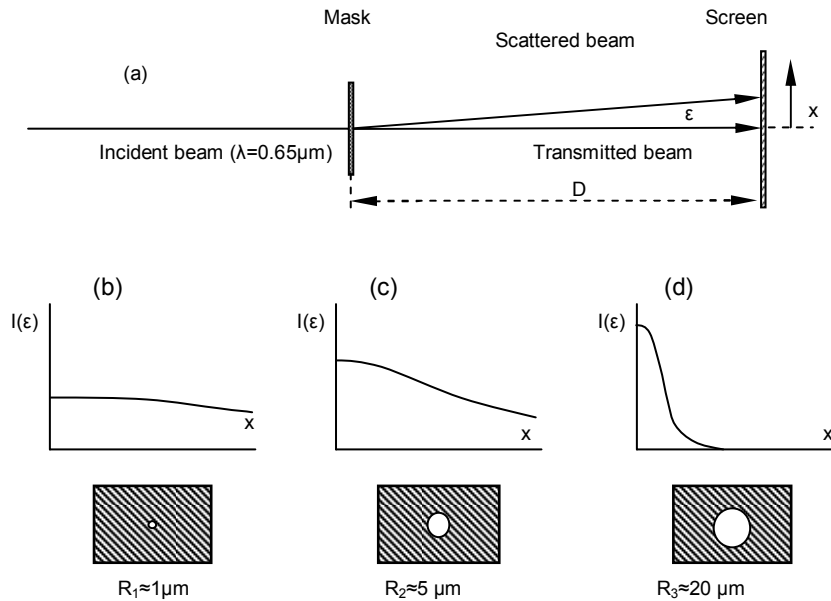 Mask
Scattered beam
Screen
(a)
ε
x
Incident beam (λ=0.65μm)
Transmitted beam
D
(b)
(c)
(d)
I(ε)
I(ε)
I(ε)
x
x
x
R1≈1μm
R2≈5 μm
R3≈20 μm